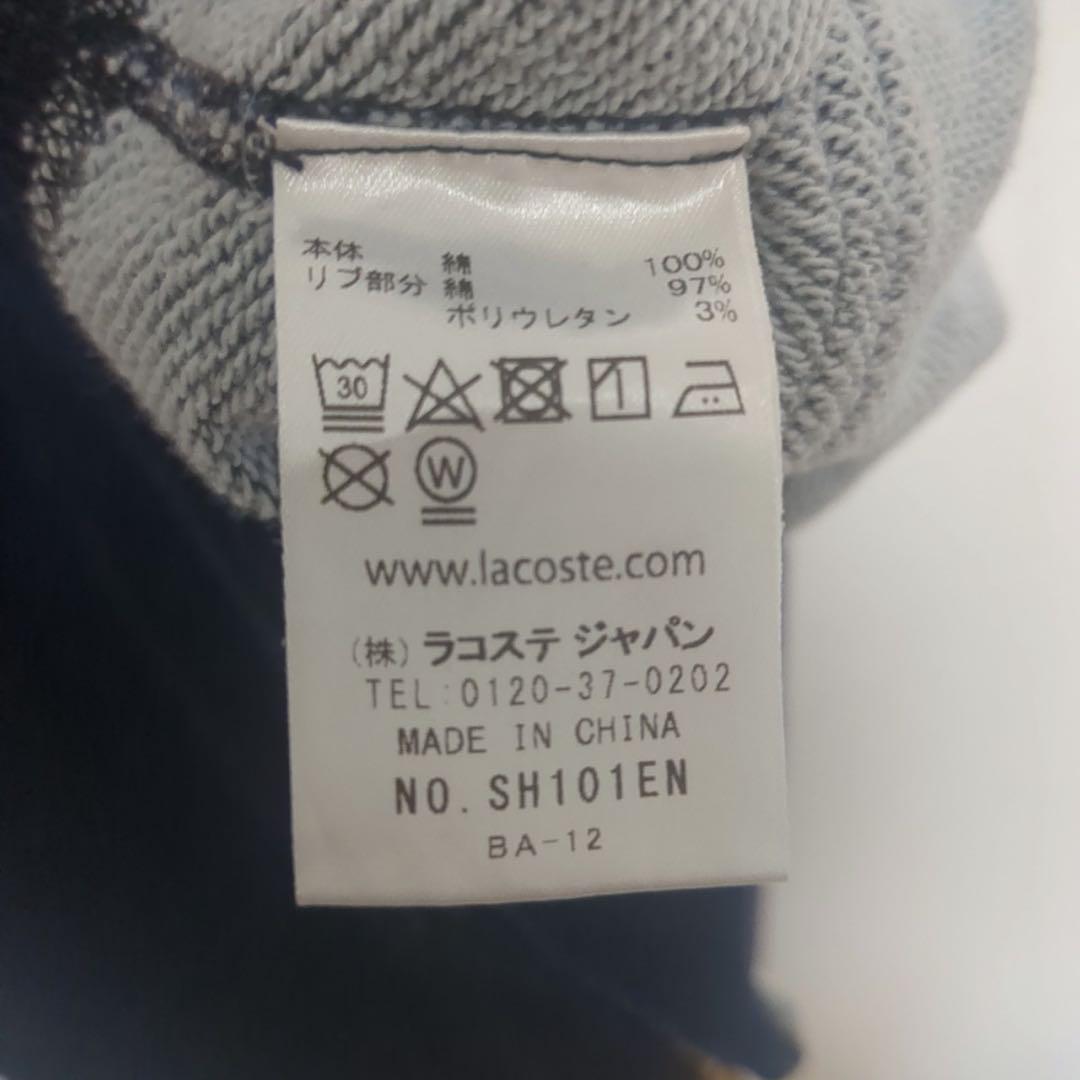 本体 綿 100%
リブ部分 綿 97%
ポリウレタン 3%
30
W
www.lacoste.com
(株) ラコステ ジャパン
TEL:0120-37-0202
MADE IN CHINA
NO. SH101EN
BA-12